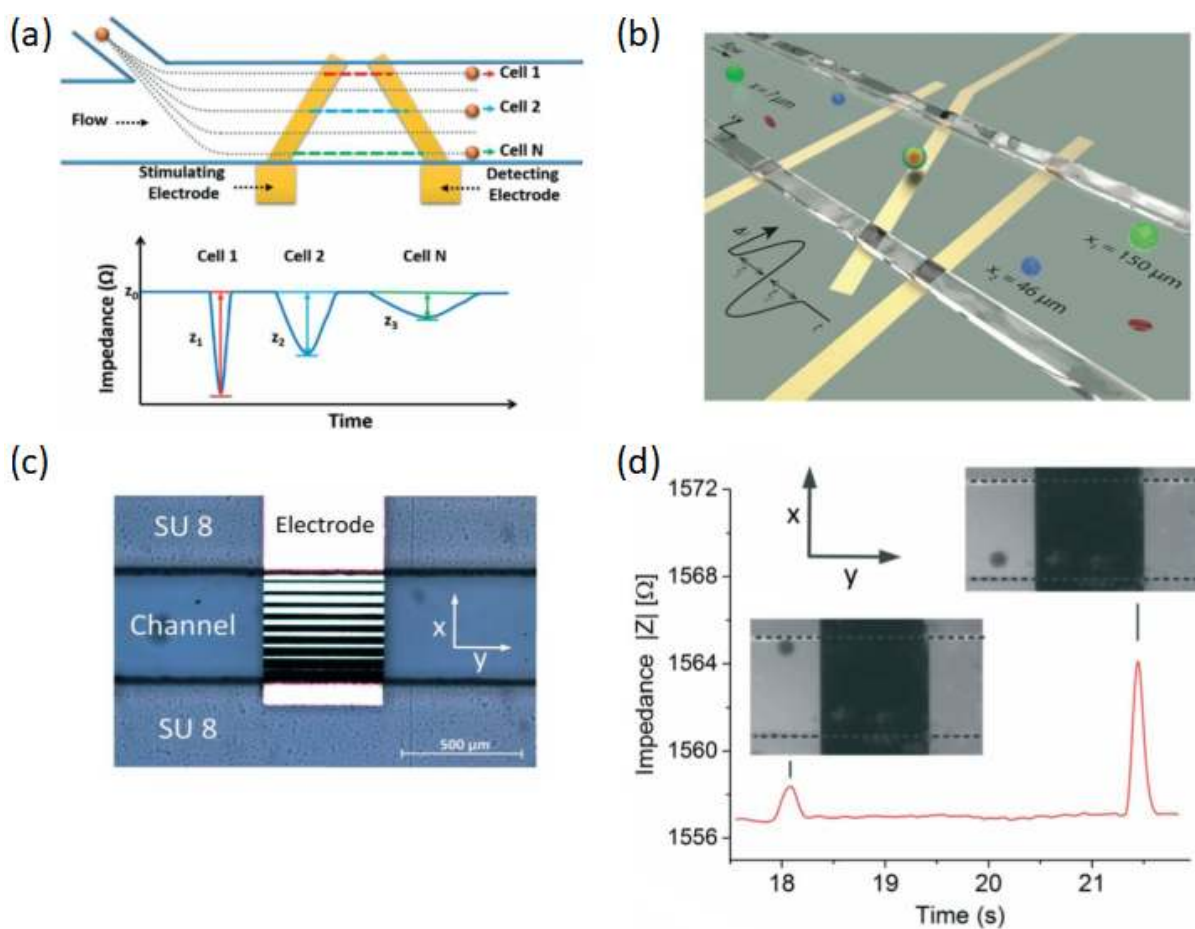 (a)
Cell 1
Cell 2
Flow
Cell N
Stimulating
Electrode
Detecting
Electrode
Impedance (Ω)
Cell 1
Cell 2
Cell N
z₀
z₁
z₂
z₃
Time
(b)
x = ? μm
Δ
t
x₁ = 150 μm
x₂ = 46 μm
(c)
SU 8
Electrode
Channel
x
y
SU 8
500 μm
(d)
Impedance |Z| [Ω]
1572
1568
1564
1560
1556
x
y
18
19
20
21
Time (s)